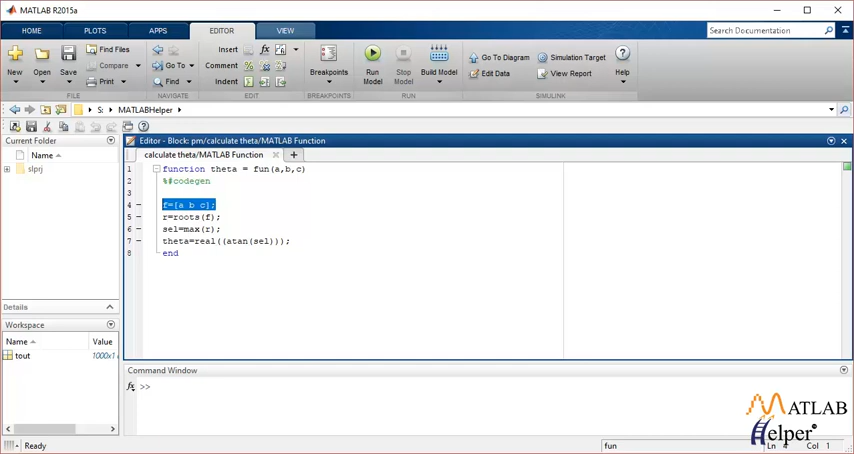 MATLAB R2015a
HOME PLOTS APPS EDITOR VIEW
Search Documentation
New Open Save Find Files Compare Print
Go To Find
Insert fx
Comment %
Indent
Breakpoints
Run Model
Stop Model
Build Model
Go To Diagram
Edit Data
Simulation Target
View Report
Help
FILE NAVIGATE EDIT BREAKPOINTS RUN SIMULINK
S: MATLABHelper
Current Folder
Name
slprj
Details
Workspace
Name Value
tout 1000x1
Editor - Block: pm/calculate theta/MATLAB Function
calculate theta/MATLAB Function
1 function theta = fun(a,b,c)
2 %#codegen
3
4 f=[a b c];
5 r=roots(f);
6 sel=max(r);
7 theta=real((atan(sel)));
8 end
Command Window
fx >>
MATLAB
Helper
Ready
fun
Ln 4 Col 1